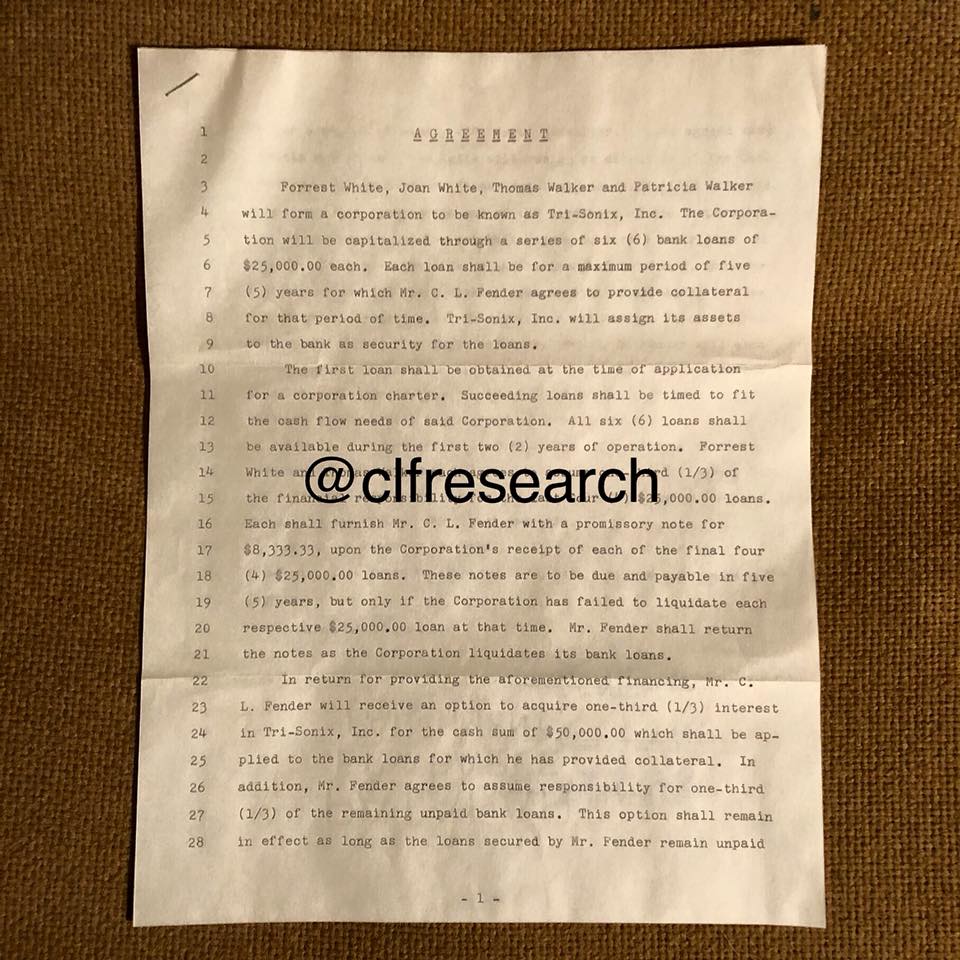 AGREEMENT
1
2
3 Forrest White, Joan White, Thomas Walker and Patricia Walker
4 will form a corporation to be known as Tri-Sonix, Inc. The Corpora-
5 tion will be capitalized through a series of six (6) bank loans of
6 $25,000.00 each. Each loan shall be for a maximum period of five
7 (5) years for which Mr. C. L. Fender agrees to provide collateral
8 for that period of time. Tri-Sonix, Inc. will assign its assets
9 to the bank as security for the loans.
10 The first loan shall be obtained at the time of application
11 for a corporation charter. Succeeding loans shall be timed to fit
12 the cash flow needs of said Corporation. All six (6) loans shall
13 be available during the first two (2) years of operation. Forrest
14 White and (1/3) of
@clfresearch
15 the financial responsibility $25,000.00 loans.
16 Each shall furnish Mr. C. L. Fender with a promissory note for
17 $8,333.33, upon the Corporation's receipt of each of the final four
18 (4) $25,000.00 loans. These notes are to be due and payable in five
19 (5) years, but only if the Corporation has failed to liquidate each
20 respective $25,000.00 loan at that time. Mr. Fender shall return
21 the notes as the Corporation liquidates its bank loans.
22 In return for providing the aforementioned financing, Mr. C.
23 L. Fender will receive an option to acquire one-third (1/3) interest
24 in Tri-Sonix, Inc. for the cash sum of $50,000.00 which shall be ap-
25 plied to the bank loans for which he has provided collateral. In
26 addition, Mr. Fender agrees to assume responsibility for one-third
27 (1/3) of the remaining unpaid bank loans. This option shall remain
28 in effect as long as the loans secured by Mr. Fender remain unpaid
- 1 -